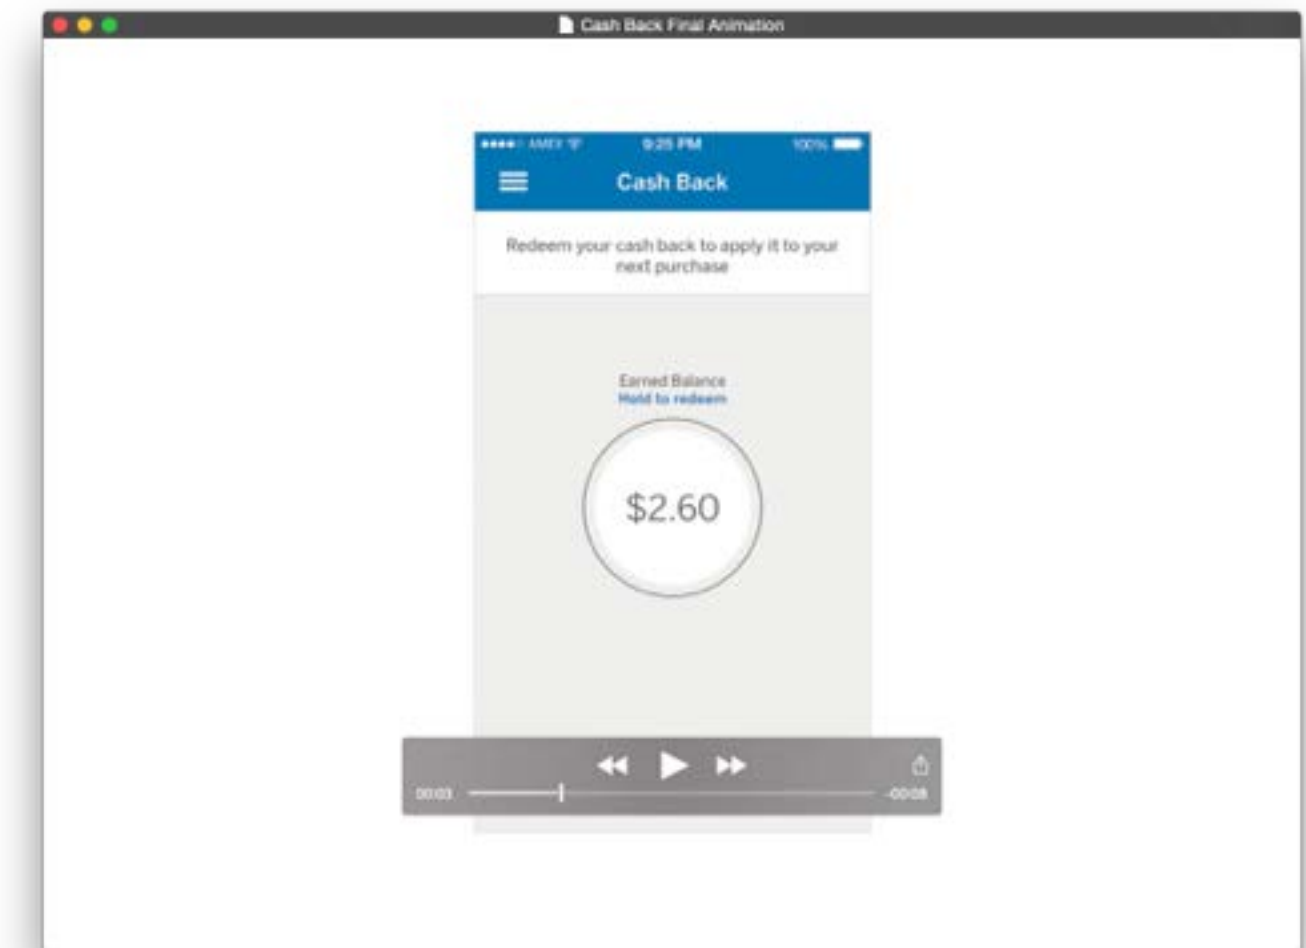 Cash Back Final Animation
AMEX 9:25 PM 100%
Cash Back
Redeem your cash back to apply it to your
next purchase
Earned Balance
Hold to redeem
$2.60
00:03 -00:08